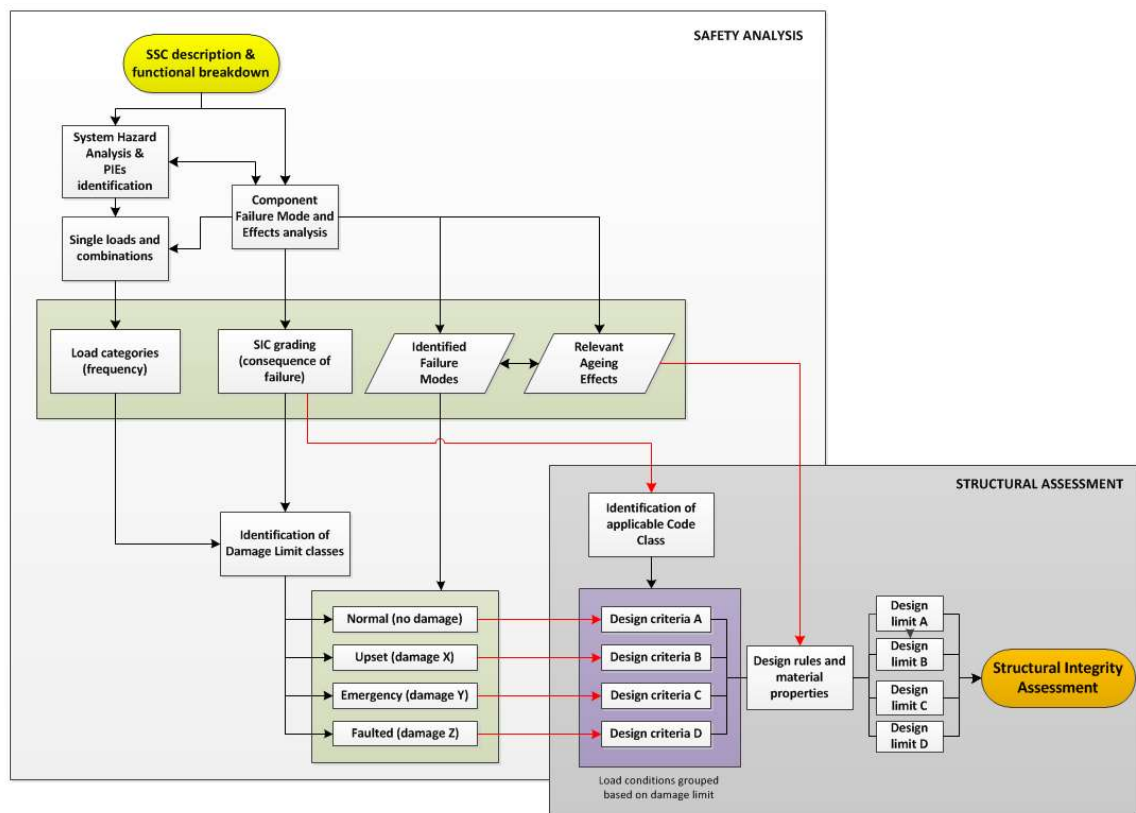 SAFETY ANALYSIS
SSC description &
functional breakdown
System Hazard
Analysis &
PIEs
identification
Component
Failure Mode and
Effects analysis
Single loads and
combinations
Load categories
(frequency)
SIC grading
(consequence of
failure)
Identified
Failure
Modes
Relevant
Ageing
Effects
STRUCTURAL ASSESSMENT
Identification of
applicable Code
Class
Identification of
Damage Limit classes
Normal (no damage)
Upset (damage X)
Emergency (damage Y)
Faulted (damage Z)
Design criteria A
Design criteria B
Design criteria C
Design criteria D
Load conditions grouped
based on damage limit
Design rules and
material
properties
Design
limit A
Design
limit B
Design
limit C
Design
limit D
Structural Integrity
Assessment